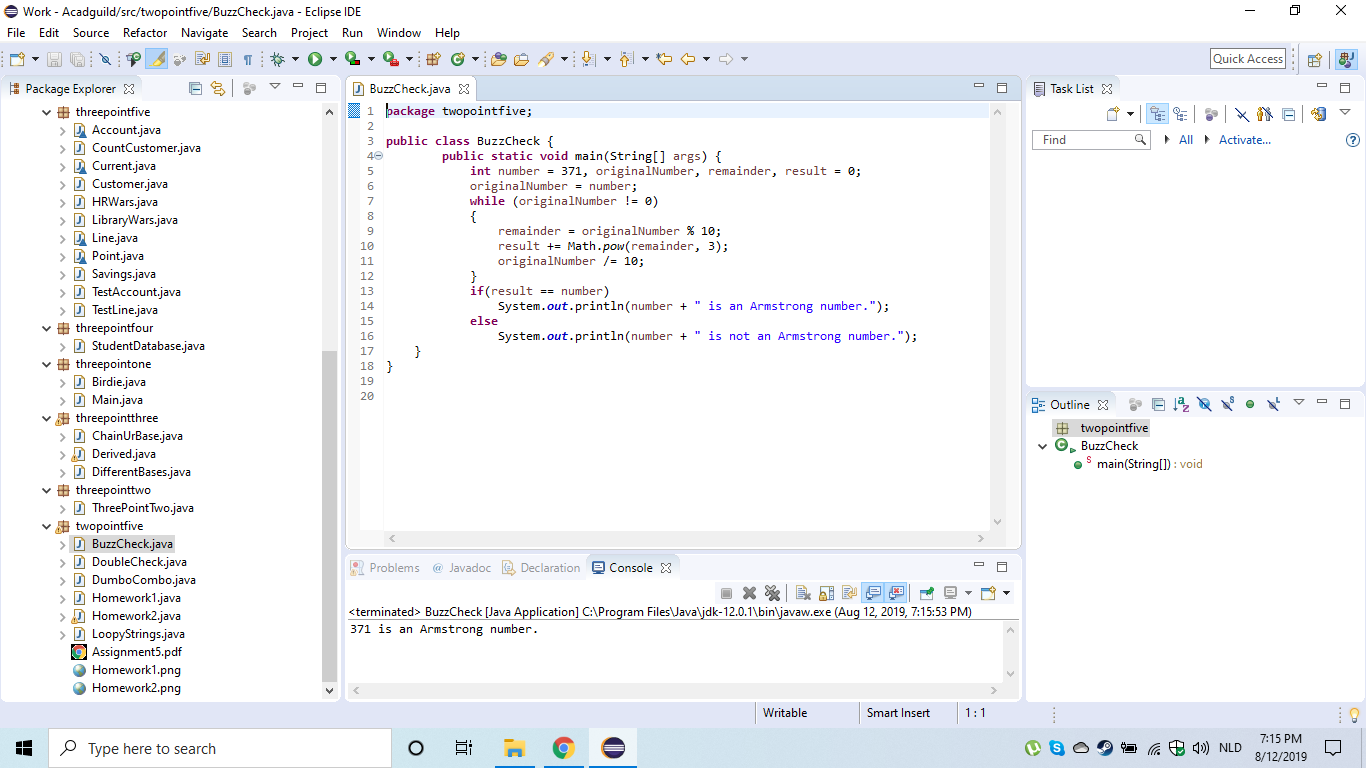 Work - Acadguild/src/twopointfive/BuzzCheck.java - Eclipse IDE
File Edit Source Refactor Navigate Search Project Run Window Help
Quick Access
Package Explorer
threepointfive
Account.java
CountCustomer.java
Current.java
Customer.java
HRWars.java
LibraryWars.java
Line.java
Point.java
Savings.java
TestAccount.java
TestLine.java
threepointfour
StudentDatabase.java
threepointone
Birdie.java
Main.java
threepointthree
ChainUrBase.java
Derived.java
DifferentBases.java
threepointtwo
ThreePointTwo.java
twopointfive
BuzzCheck.java
DoubleCheck.java
DumboCombo.java
Homework1.java
Homework2.java
LoopyStrings.java
Assignment5.pdf
Homework1.png
Homework2.png
BuzzCheck.java
1 package twopointfive;
2
3 public class BuzzCheck {
4 public static void main(String[] args) {
5 int number = 371, originalNumber, remainder, result = 0;
6 originalNumber = number;
7 while (originalNumber != 0)
8 {
9 remainder = originalNumber % 10;
10 result += Math.pow(remainder, 3);
11 originalNumber /= 10;
12 }
13 if(result == number)
14 System.out.println(number + " is an Armstrong number.");
15 else
16 System.out.println(number + " is not an Armstrong number.");
17 }
18 }
19
20
Problems @ Javadoc Declaration Console
<terminated> BuzzCheck [Java Application] C:\Program Files\Java\jdk-12.0.1\bin\javaw.exe (Aug 12, 2019, 7:15:53 PM)
371 is an Armstrong number.
Task List
Find All Activate...
Outline
twopointfive
BuzzCheck
main(String[]) : void
Writable Smart Insert 1 : 1
Type here to search
NLD
7:15 PM
8/12/2019